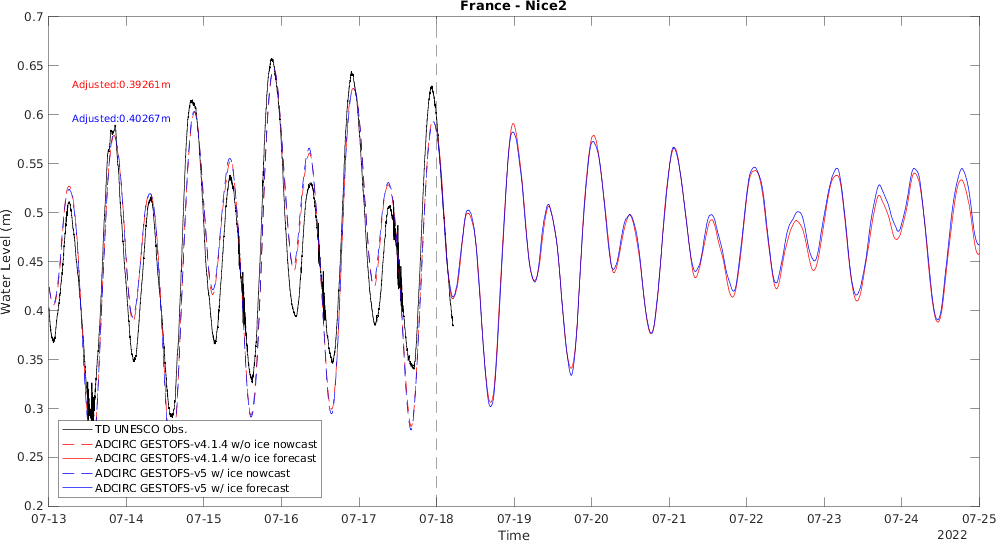 France - Nice2
0.7
0.65
0.6
0.55
0.5
0.45
0.4
0.35
0.3
0.25
0.2
Water Level (m)
Adjusted:0.39261m
Adjusted:0.40267m
TD UNESCO Obs.
ADCIRC GESTOFS-v4.1.4 w/o ice nowcast
ADCIRC GESTOFS-v4.1.4 w/o ice forecast
ADCIRC GESTOFS-v5 w/ ice nowcast
ADCIRC GESTOFS-v5 w/ ice forecast
07-13 07-14 07-15 07-16 07-17 07-18 07-19 07-20 07-21 07-22 07-23 07-24 07-25
Time
2022